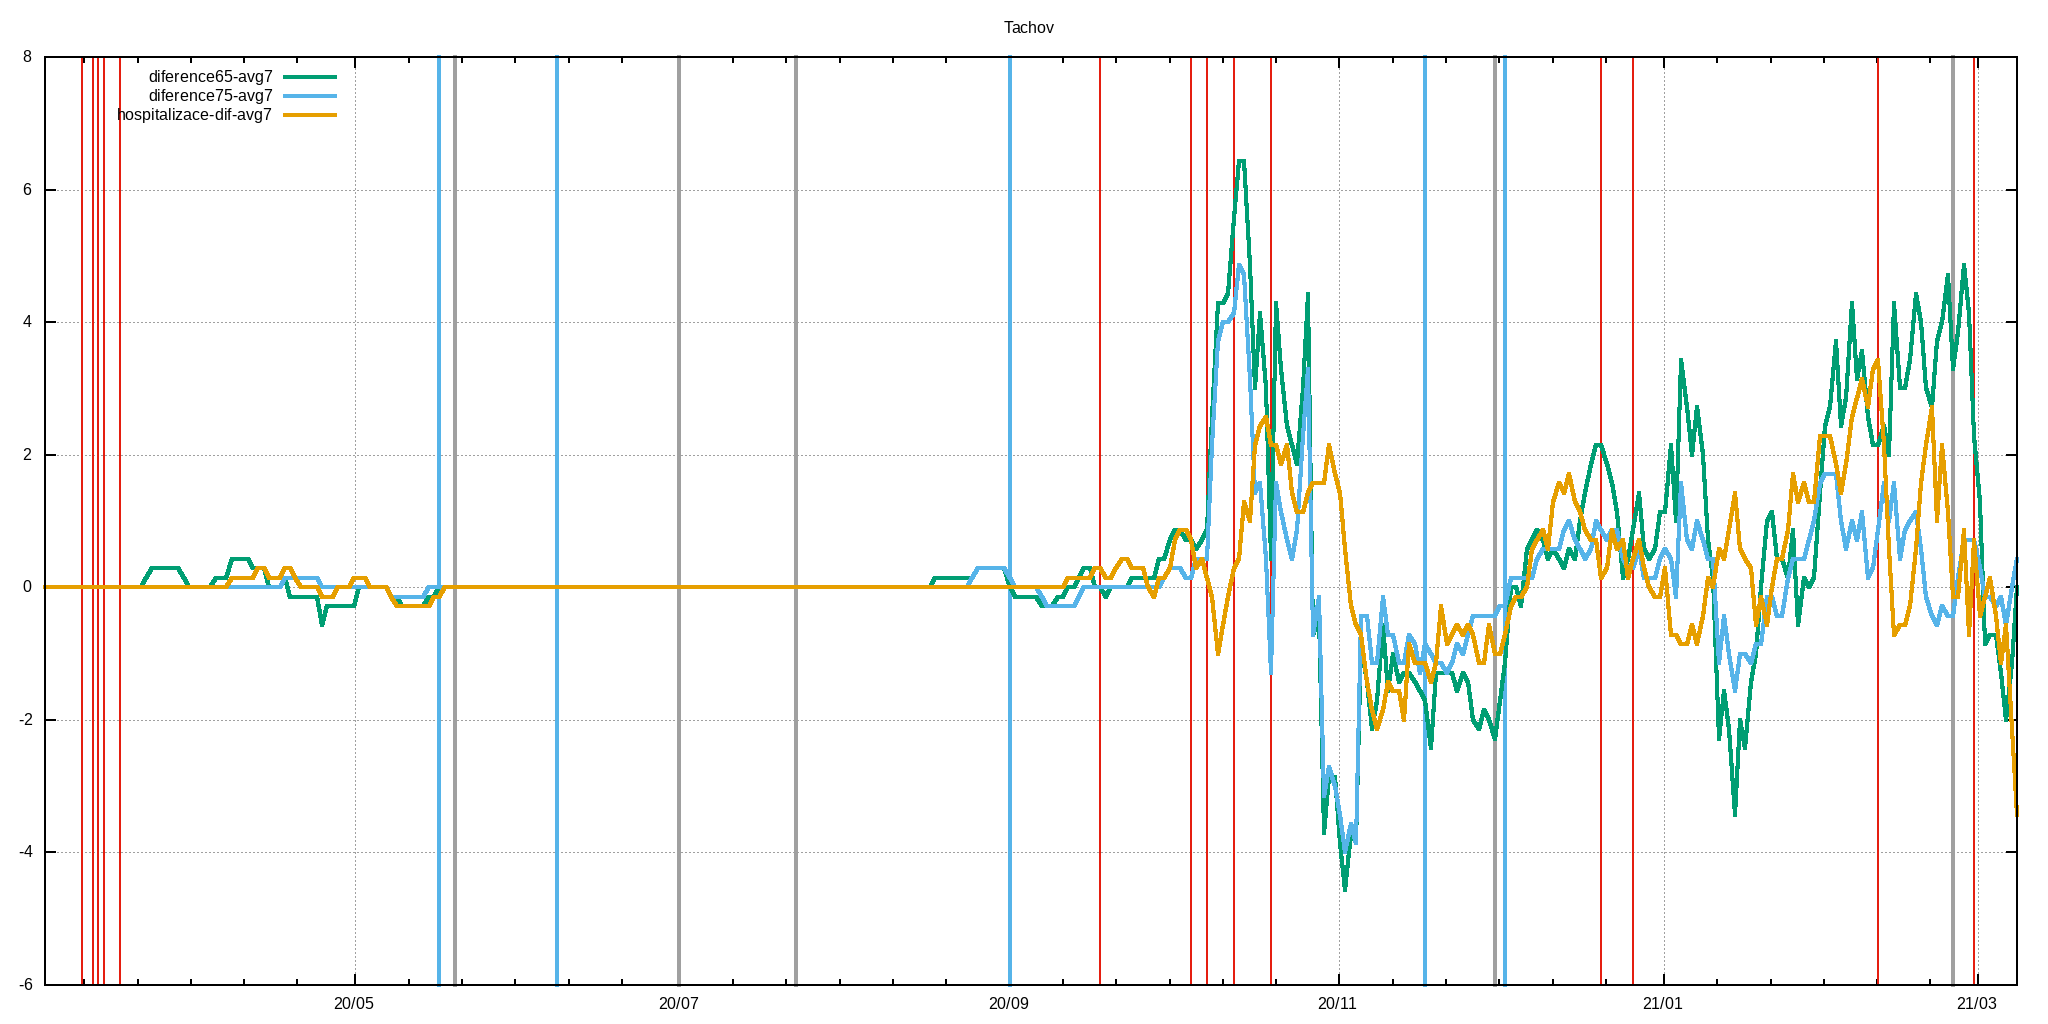 Tachov
8
diference65-avg7
diference75-avg7
hospitalizace-dif-avg7
6
4
2
0
-2
-4
-6
20/05 20/07 20/09 20/11 21/01 21/03